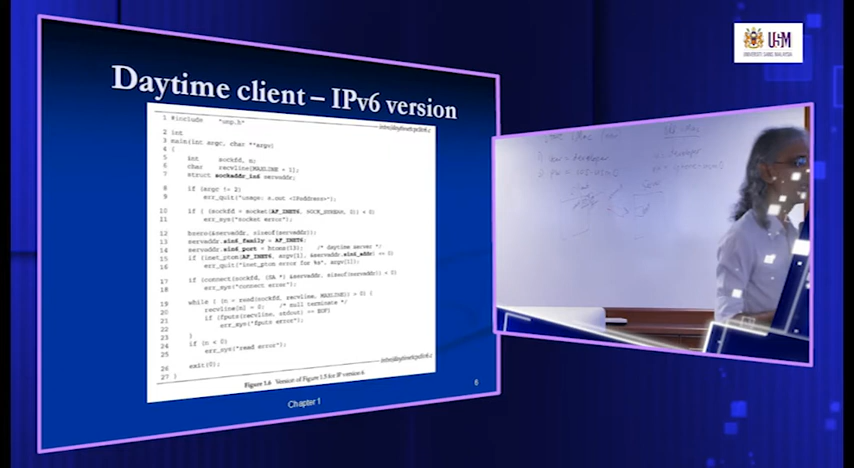 USM
UNIVERSITI SAINS MALAYSIA
Daytime client – IPv6 version
intro/daytimetcpcliv6.c
1 #include "unp.h"
2 int
3 main(int argc, char **argv)
4 {
5 int sockfd, n;
6 char recvline[MAXLINE + 1];
7 struct sockaddr_in6 servaddr;
8 if (argc != 2)
9 err_quit("usage: a.out <IPaddress>");
10 if ( (sockfd = socket(AF_INET6, SOCK_STREAM, 0)) < 0)
11 err_sys("socket error");
12 bzero(&servaddr, sizeof(servaddr));
13 servaddr.sin6_family = AF_INET6;
14 servaddr.sin6_port = htons(13); /* daytime server */
15 if (inet_pton(AF_INET6, argv[1], &servaddr.sin6_addr) <= 0)
16 err_quit("inet_pton error for %s", argv[1]);
17 if (connect(sockfd, (SA *) &servaddr, sizeof(servaddr)) < 0)
18 err_sys("connect error");
19 while ( (n = read(sockfd, recvline, MAXLINE)) > 0) {
20 recvline[n] = 0; /* null terminate */
21 if (fputs(recvline, stdout) == EOF)
22 err_sys("fputs error");
23 }
24 if (n < 0)
25 err_sys("read error");
26 exit(0);
27 }
intro/daytimetcpcliv6.c
Figure 1.6 Version of Figure 1.5 for IP version 6
6
Chapter 1